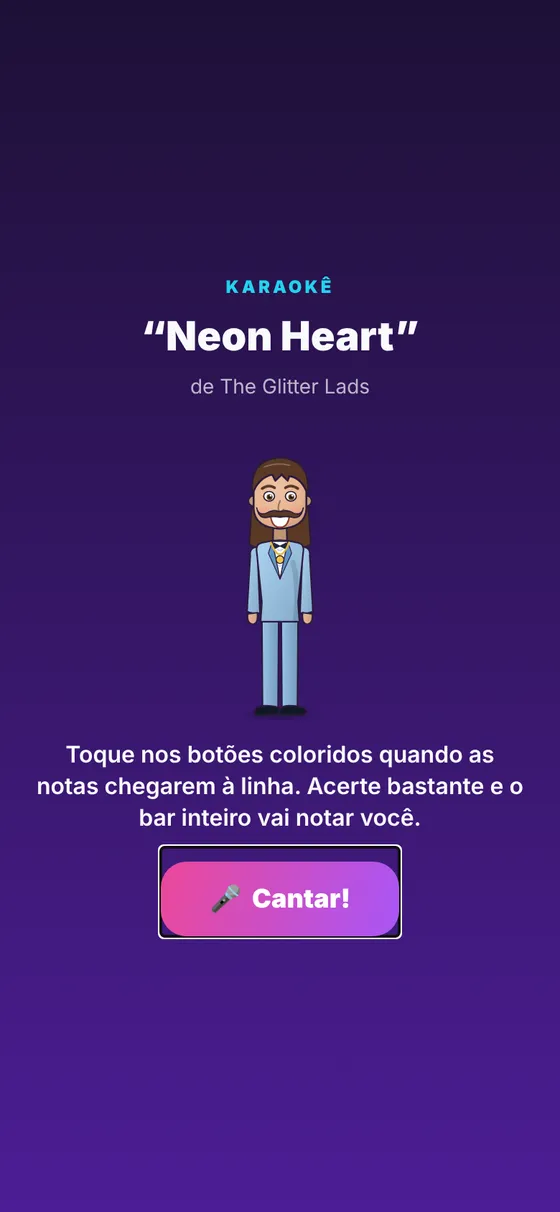 KARAOKÊ
“Neon Heart”
de The Glitter Lads
Toque nos botões coloridos quando as
notas chegarem à linha. Acerte bastante e o
bar inteiro vai notar você.
🎤 Cantar!